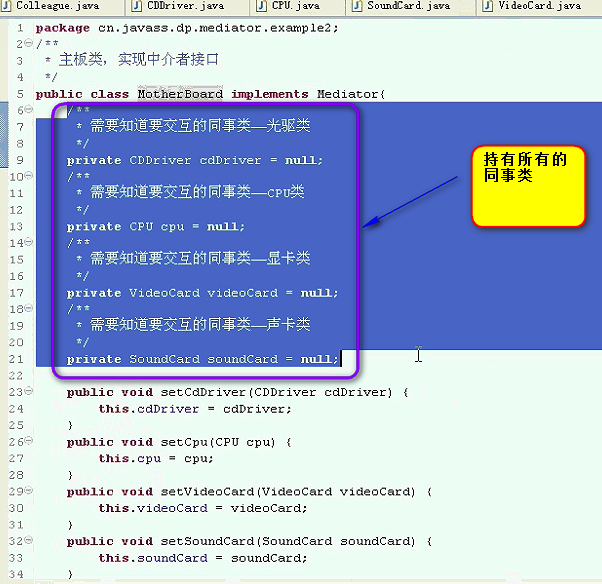 Colleague.java CDDriver.java CPU.java SoundCard.java VideoCard.java
1 package cn.javass.dp.mediator.example2;
2 /**
3 * 主板类，实现中介者接口
4 */
5 public class MotherBoard implements Mediator{
6 /**
7 * 需要知道要交互的同事类——光驱类
8 */
9 private CDDriver cdDriver = null;
10 /**
11 * 需要知道要交互的同事类——CPU类
12 */
13 private CPU cpu = null;
14 /**
15 * 需要知道要交互的同事类——显卡类
16 */
17 private VideoCard videoCard = null;
18 /**
19 * 需要知道要交互的同事类——声卡类
20 */
21 private SoundCard soundCard = null;
22
23 public void setCdDriver(CDDriver cdDriver) {
24 this.cdDriver = cdDriver;
25 }
26 public void setCpu(CPU cpu) {
27 this.cpu = cpu;
28 }
29 public void setVideoCard(VideoCard videoCard) {
30 this.videoCard = videoCard;
31 }
32 public void setSoundCard(SoundCard soundCard) {
33 this.soundCard = soundCard;
34 }
持有所有的
同事类